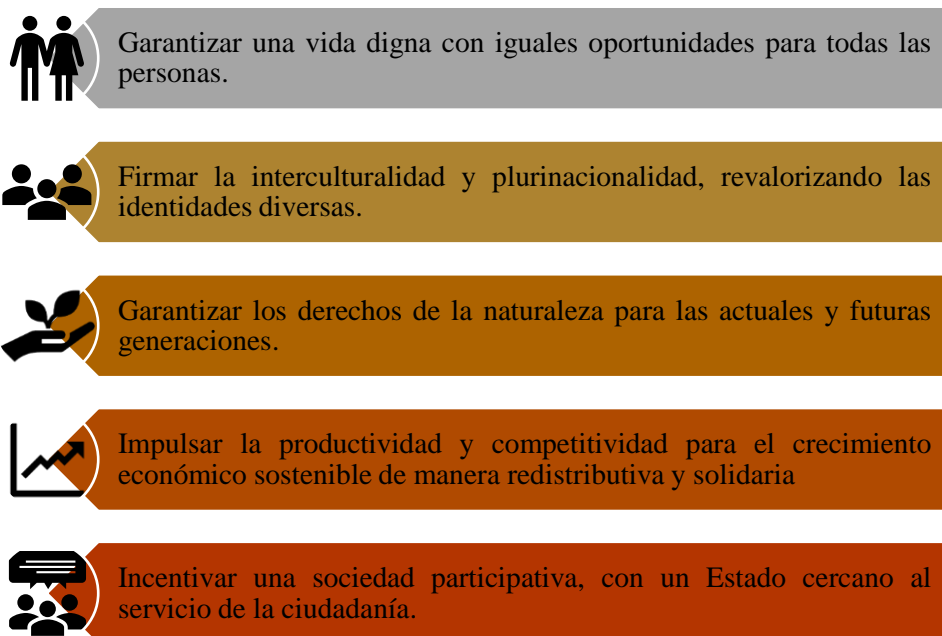 Garantizar una vida digna con iguales oportunidades para todas las
personas.
Firmar la interculturalidad y plurinacionalidad, revalorizando las
identidades diversas.
Garantizar los derechos de la naturaleza para las actuales y futuras
generaciones.
Impulsar la productividad y competitividad para el crecimiento
económico sostenible de manera redistributiva y solidaria
Incentivar una sociedad participativa, con un Estado cercano al
servicio de la ciudadanía.